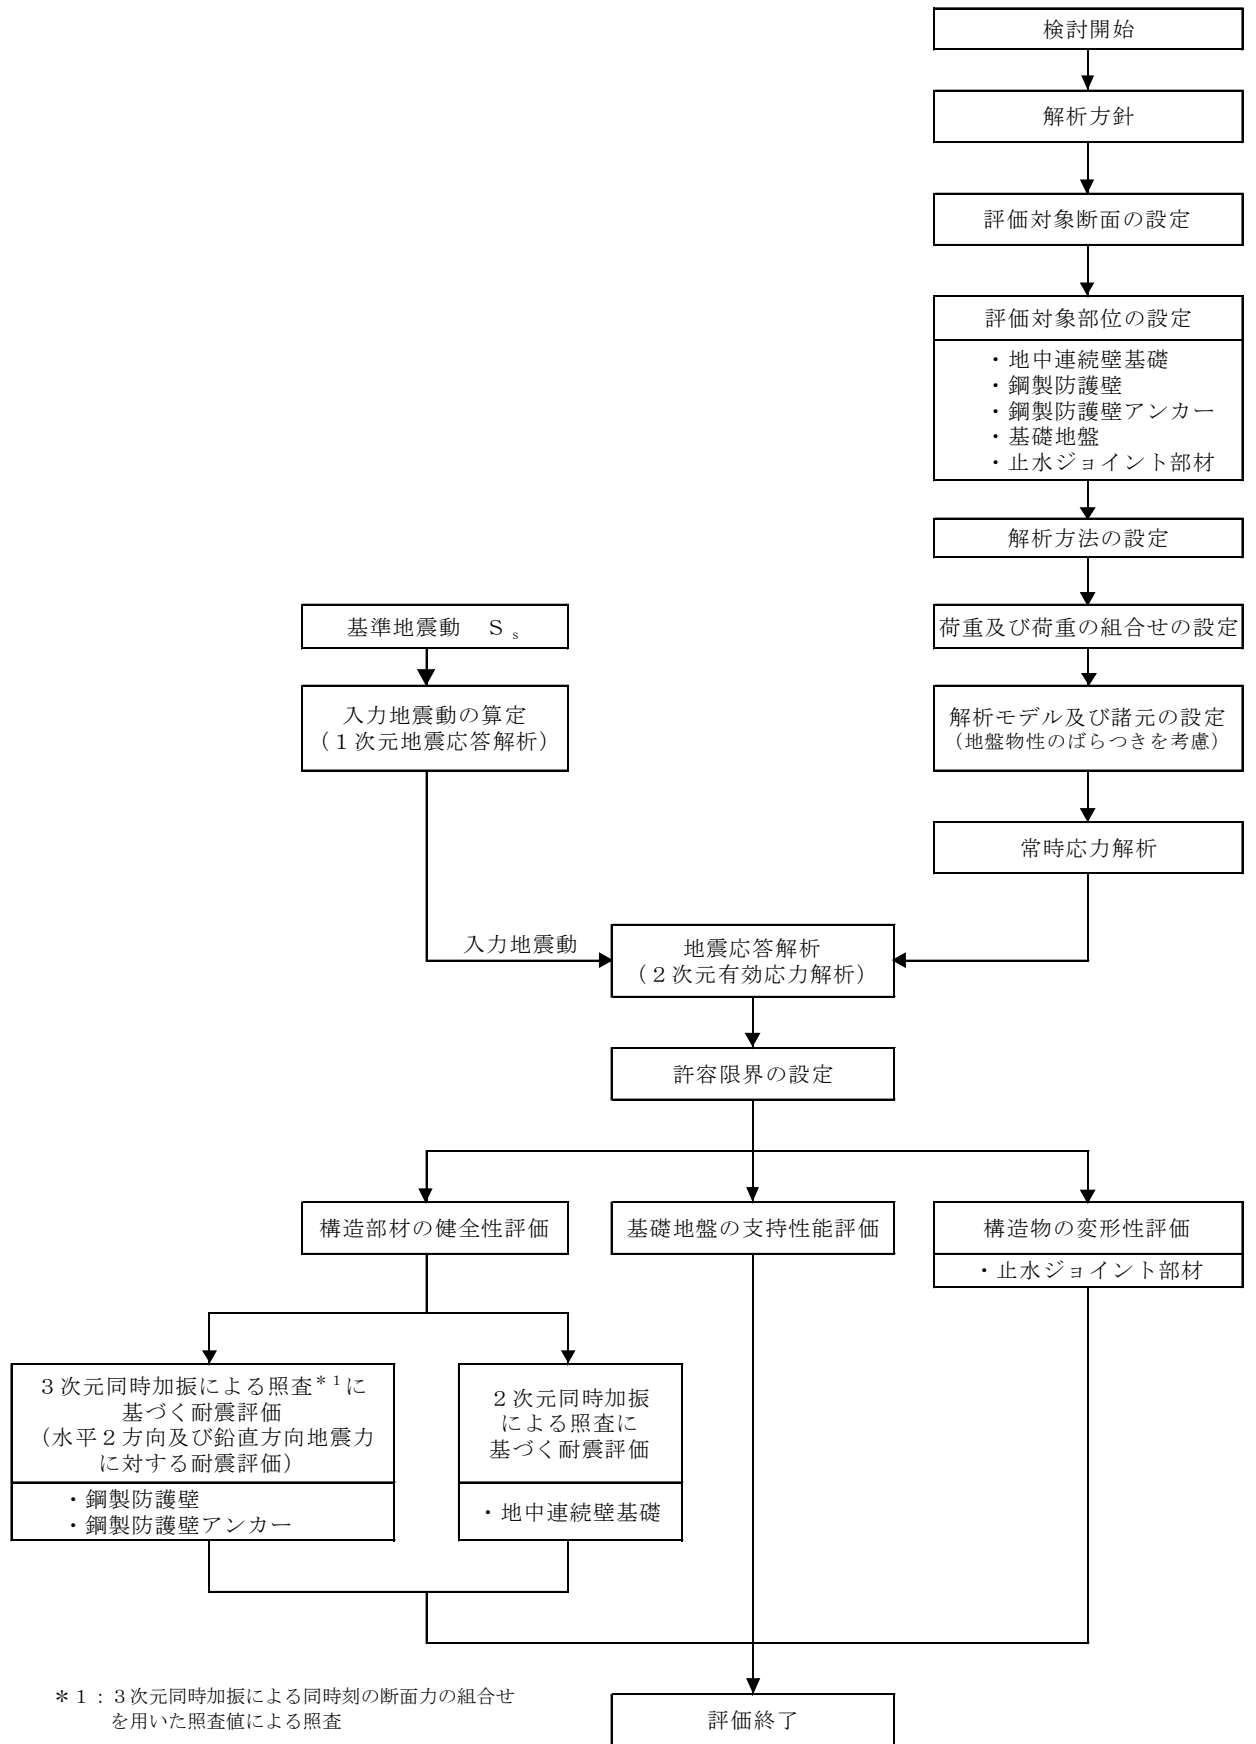 検討開始
解析方針
評価対象断面の設定
評価対象部位の設定
・地中連続壁基礎
・鋼製防護壁
・鋼製防護壁アンカー
・基礎地盤
・止水ジョイント部材
解析方法の設定
荷重及び荷重の組合せの設定
解析モデル及び諸元の設定
（地盤物性のばらつきを考慮）
常時応力解析
基準地震動　Ｓｓ
入力地震動の算定
（１次元地震応答解析）
入力地震動
地震応答解析
（２次元有効応力解析）
許容限界の設定
構造部材の健全性評価
基礎地盤の支持性能評価
構造物の変形性評価
・止水ジョイント部材
３次元同時加振による照査＊１に
基づく耐震評価
（水平２方向及び鉛直方向地震力
に対する耐震評価）
・鋼製防護壁
・鋼製防護壁アンカー
２次元同時加振
による照査に
基づく耐震評価
・地中連続壁基礎
＊１：３次元同時加振による同時刻の断面力の組合せ
を用いた照査値による照査
評価終了